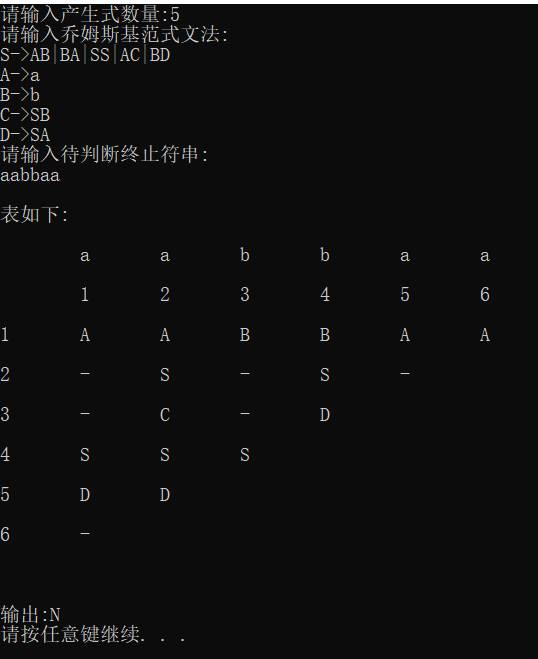 请输入产生式数量:5
请输入乔姆斯基范式文法:
S->AB|BA|SS|AC|BD
A->a
B->b
C->SB
D->SA
请输入待判断终止符串:
aabbaa
表如下:
a a b b a a
1 2 3 4 5 6
1 A A B B A A
2 - S - S -
3 - C - D
4 S S S
5 D D
6 -
输出:N
请按任意键继续. . .